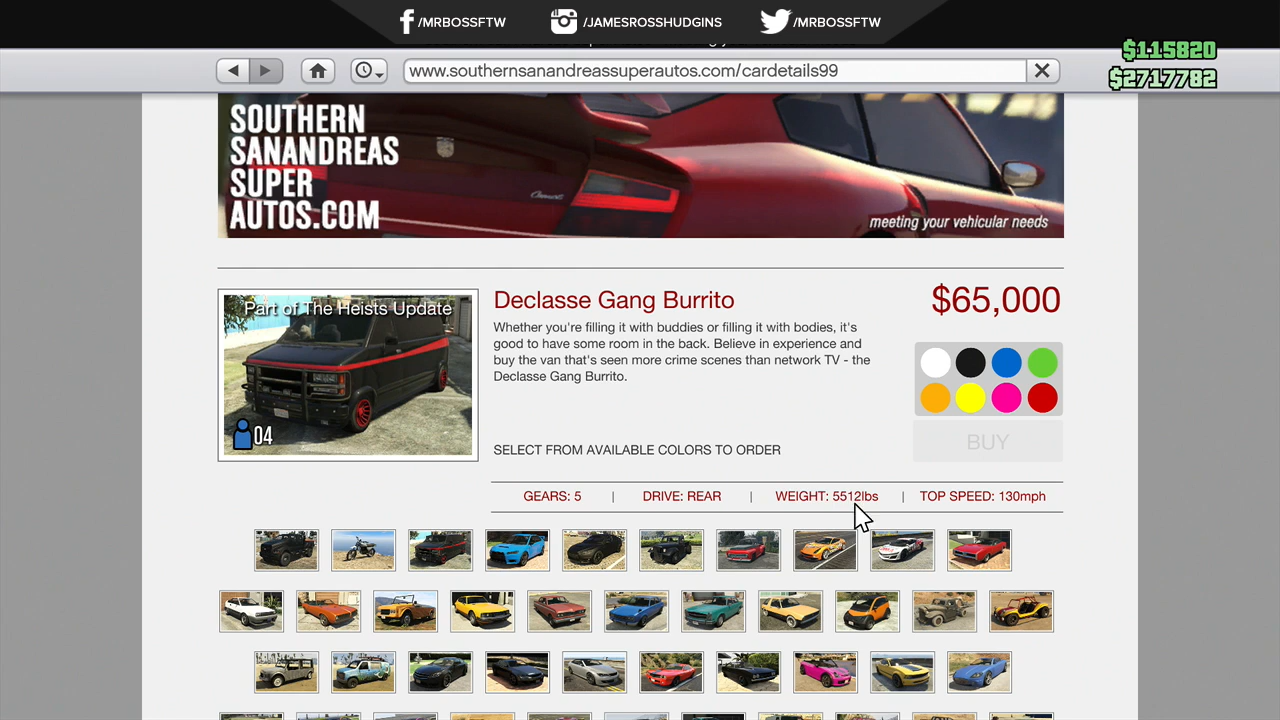 /MRBOSSFTW
/JAMESROSSHUDGINS
/MRBOSSFTW
$115820
$2717782
www.southernsanandreassuperautos.com/cardetails99
SOUTHERN
SANANDREAS
SUPER
AUTOS.COM
meeting your vehicular needs
Part of The Heists Update
04
Declasse Gang Burrito
$65,000
Whether you're filling it with buddies or filling it with bodies, it's
good to have some room in the back. Believe in experience and
buy the van that's seen more crime scenes than network TV - the
Declasse Gang Burrito.
SELECT FROM AVAILABLE COLORS TO ORDER
BUY
GEARS: 5 | DRIVE: REAR | WEIGHT: 5512lbs | TOP SPEED: 130mph